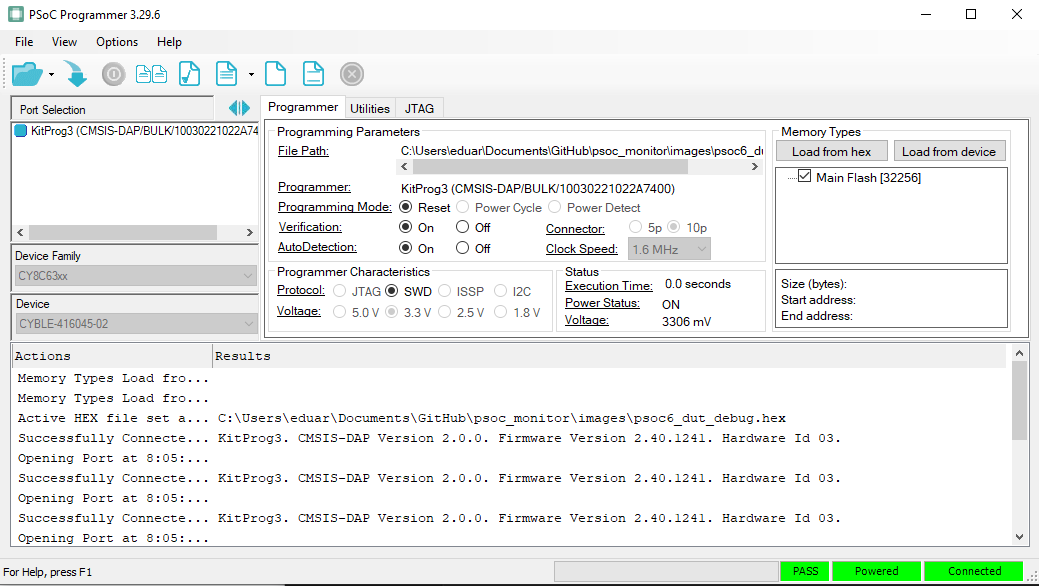 PSoC Programmer 3.29.6
File View Options Help
Port Selection
KitProg3 (CMSIS-DAP/BULK/10030221022A74
Device Family
CY8C63xx
Device
CYBLE-416045-02
Programmer Utilities JTAG
Programming Parameters
File Path: C:\Users\eduar\Documents\GitHub\psoc_monitor\images\psoc6_dut
Programmer: KitProg3 (CMSIS-DAP/BULK/10030221022A7400)
Programming Mode: Reset Power Cycle Power Detect
Verification: On Off Connector: 5p 10p
AutoDetection: On Off Clock Speed: 1.6 MHz
Programmer Characteristics
Protocol: JTAG SWD ISSP I2C
Voltage: 5.0 V 3.3 V 2.5 V 1.8 V
Status
Execution Time: 0.0 seconds
Power Status: ON
Voltage: 3306 mV
Memory Types
Load from hex Load from device
Main Flash [32256]
Size (bytes):
Start address:
End address:
Actions Results
Memory Types Load fro...
Memory Types Load fro...
Active HEX file set a... C:\Users\eduar\Documents\GitHub\psoc_monitor\images\psoc6_dut_debug.hex
Successfully Connecte... KitProg3. CMSIS-DAP Version 2.0.0. Firmware Version 2.40.1241. Hardware Id 03.
Opening Port at 8:05:...
Successfully Connecte... KitProg3. CMSIS-DAP Version 2.0.0. Firmware Version 2.40.1241. Hardware Id 03.
Opening Port at 8:05:...
Successfully Connecte... KitProg3. CMSIS-DAP Version 2.0.0. Firmware Version 2.40.1241. Hardware Id 03.
Opening Port at 8:05:...
For Help, press F1
PASS Powered Connected